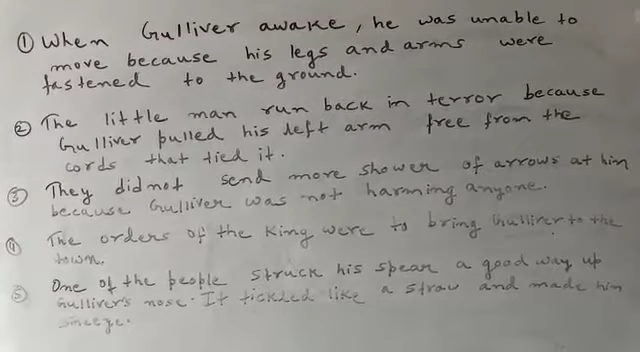 ① When Gulliver awake, he was unable to
move because his legs and arms were
fastened to the ground.
② The little man run back in terror because
Gulliver pulled his left arm free from the
cords that tied it.
③ They did not send more shower of arrows at him
because Gulliver was not harming anyone.
④ The orders of the King were to bring Gulliver to the
town.
⑤ One of the people struck his spear a good way up
Gulliver's nose. It tickled like a straw and made him
sneeze.